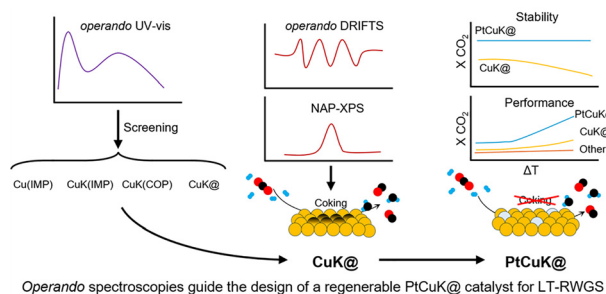 operando UV-vis
Screening
Cu(IMP) CuK(IMP) CuK(COP) CuK@
operando DRIFTS
NAP-XPS
Coking
CuK@
Stability
X CO2
PtCuK@
CuK@
Performance
X CO2
PtCuK@
CuK@
Other
ΔT
Coking
PtCuK@
Operando spectroscopies guide the design of a regenerable PtCuK@ catalyst for LT-RWGS